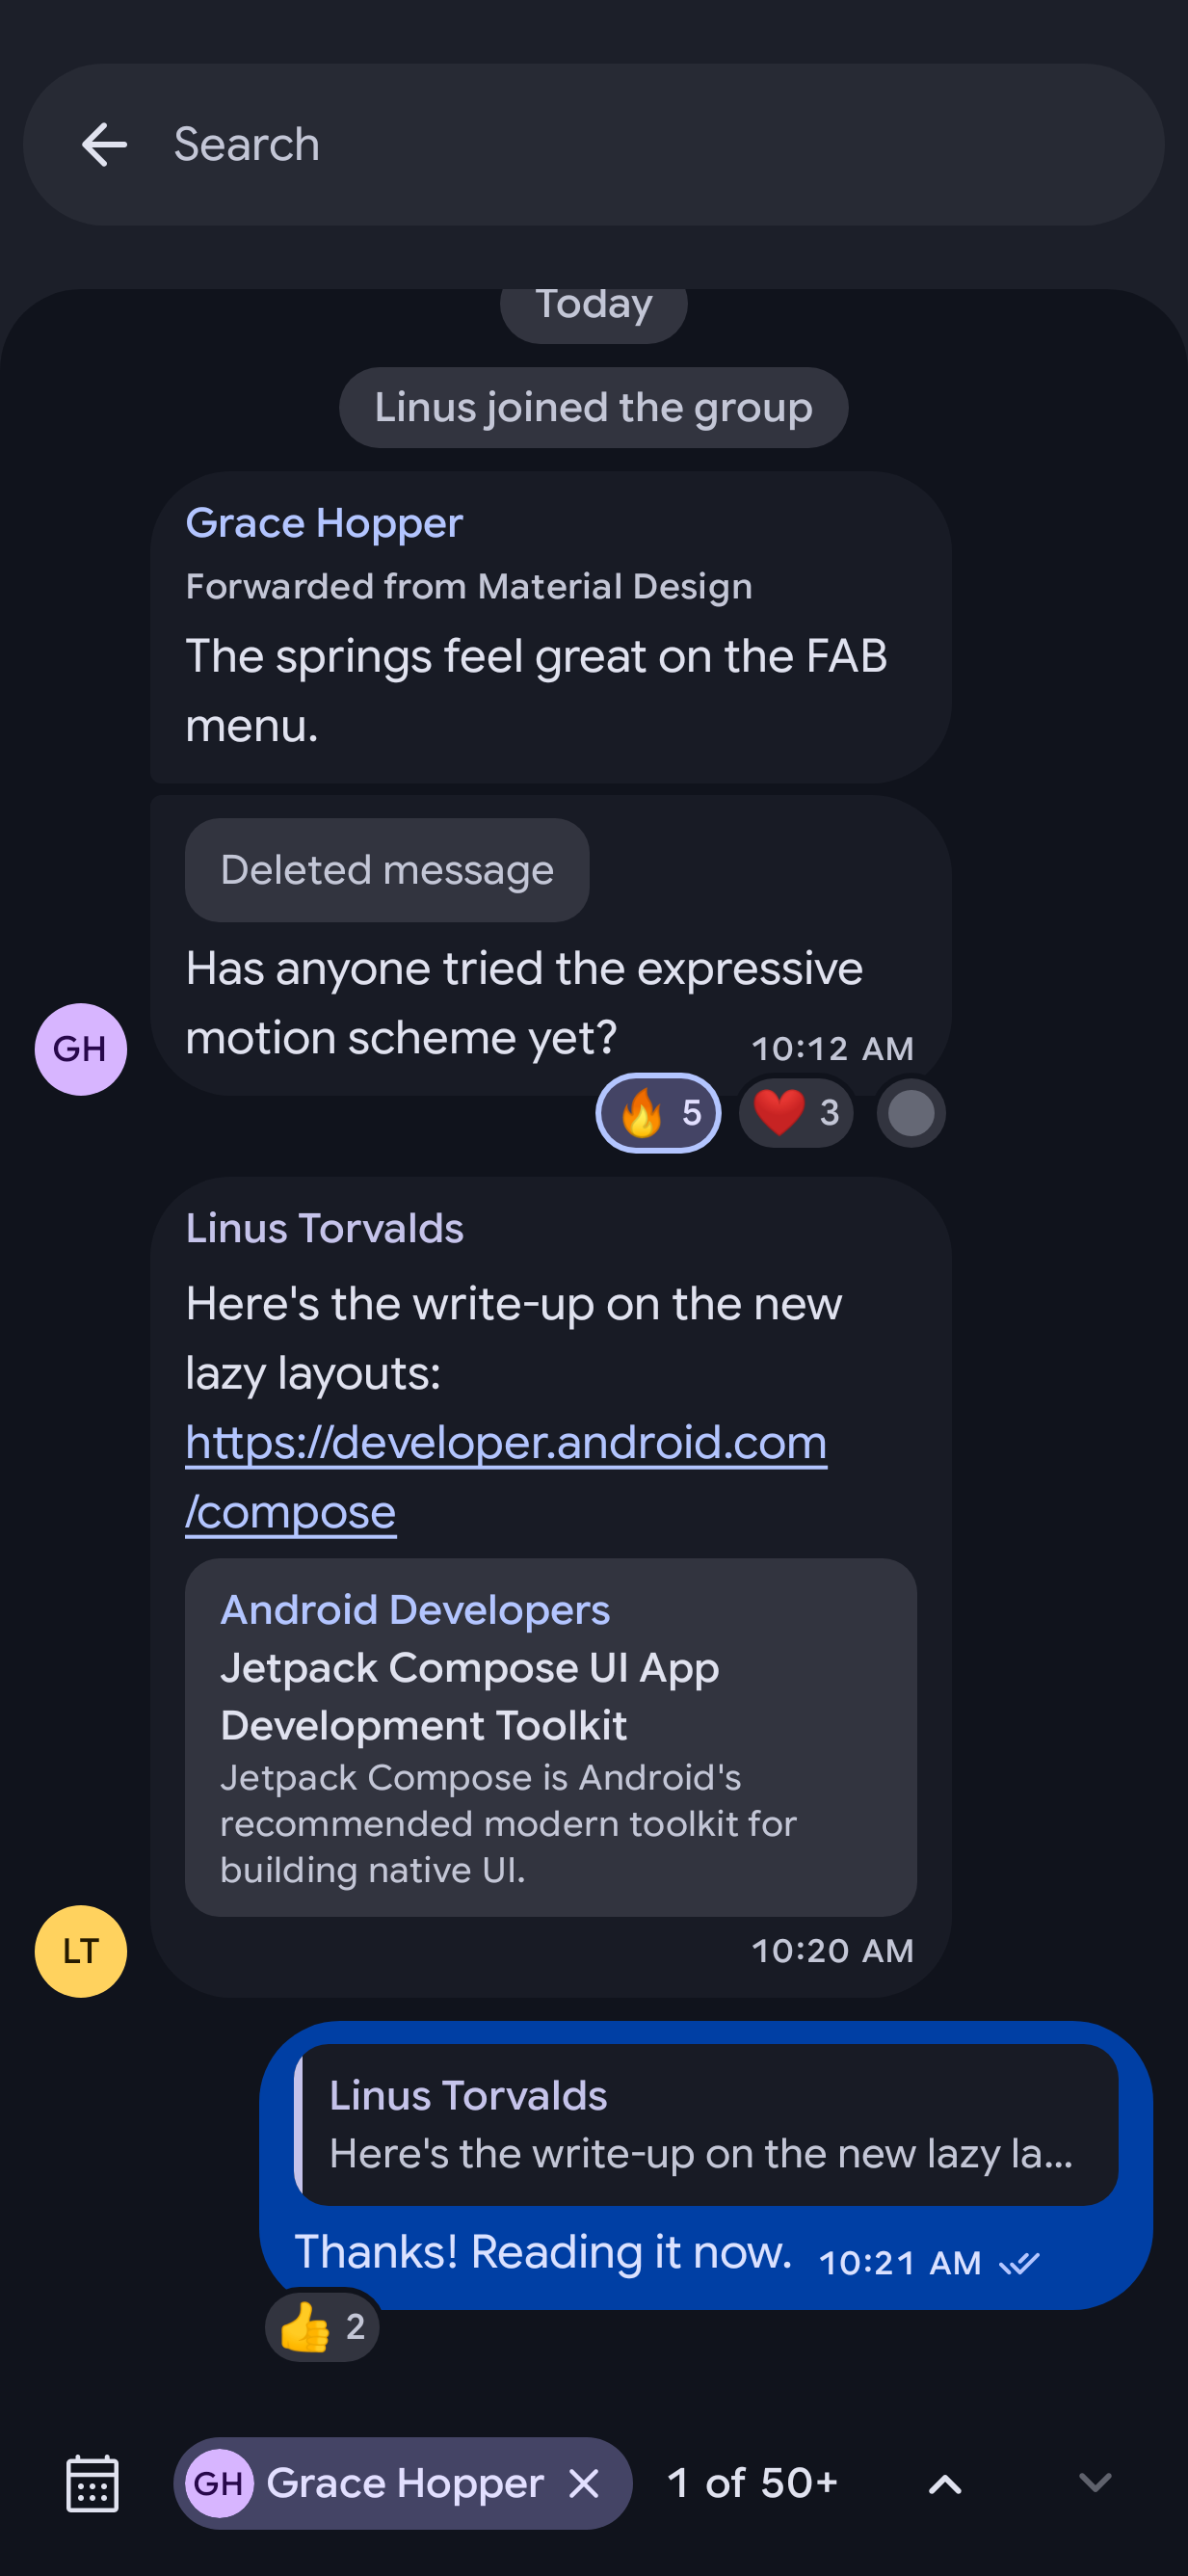 Search
Today
Linus joined the group
Grace Hopper
Forwarded from Material Design
The springs feel great on the FAB
menu.
Deleted message
Has anyone tried the expressive
motion scheme yet?
10:12 AM
GH
5
3
Linus Torvalds
Here's the write-up on the new
lazy layouts:
https://developer.android.com
/compose
Android Developers
Jetpack Compose UI App
Development Toolkit
Jetpack Compose is Android's
recommended modern toolkit for
building native UI.
10:20 AM
LT
Linus Torvalds
Here's the write-up on the new lazy la...
Thanks! Reading it now. 10:21 AM
2
GH Grace Hopper 1 of 50+